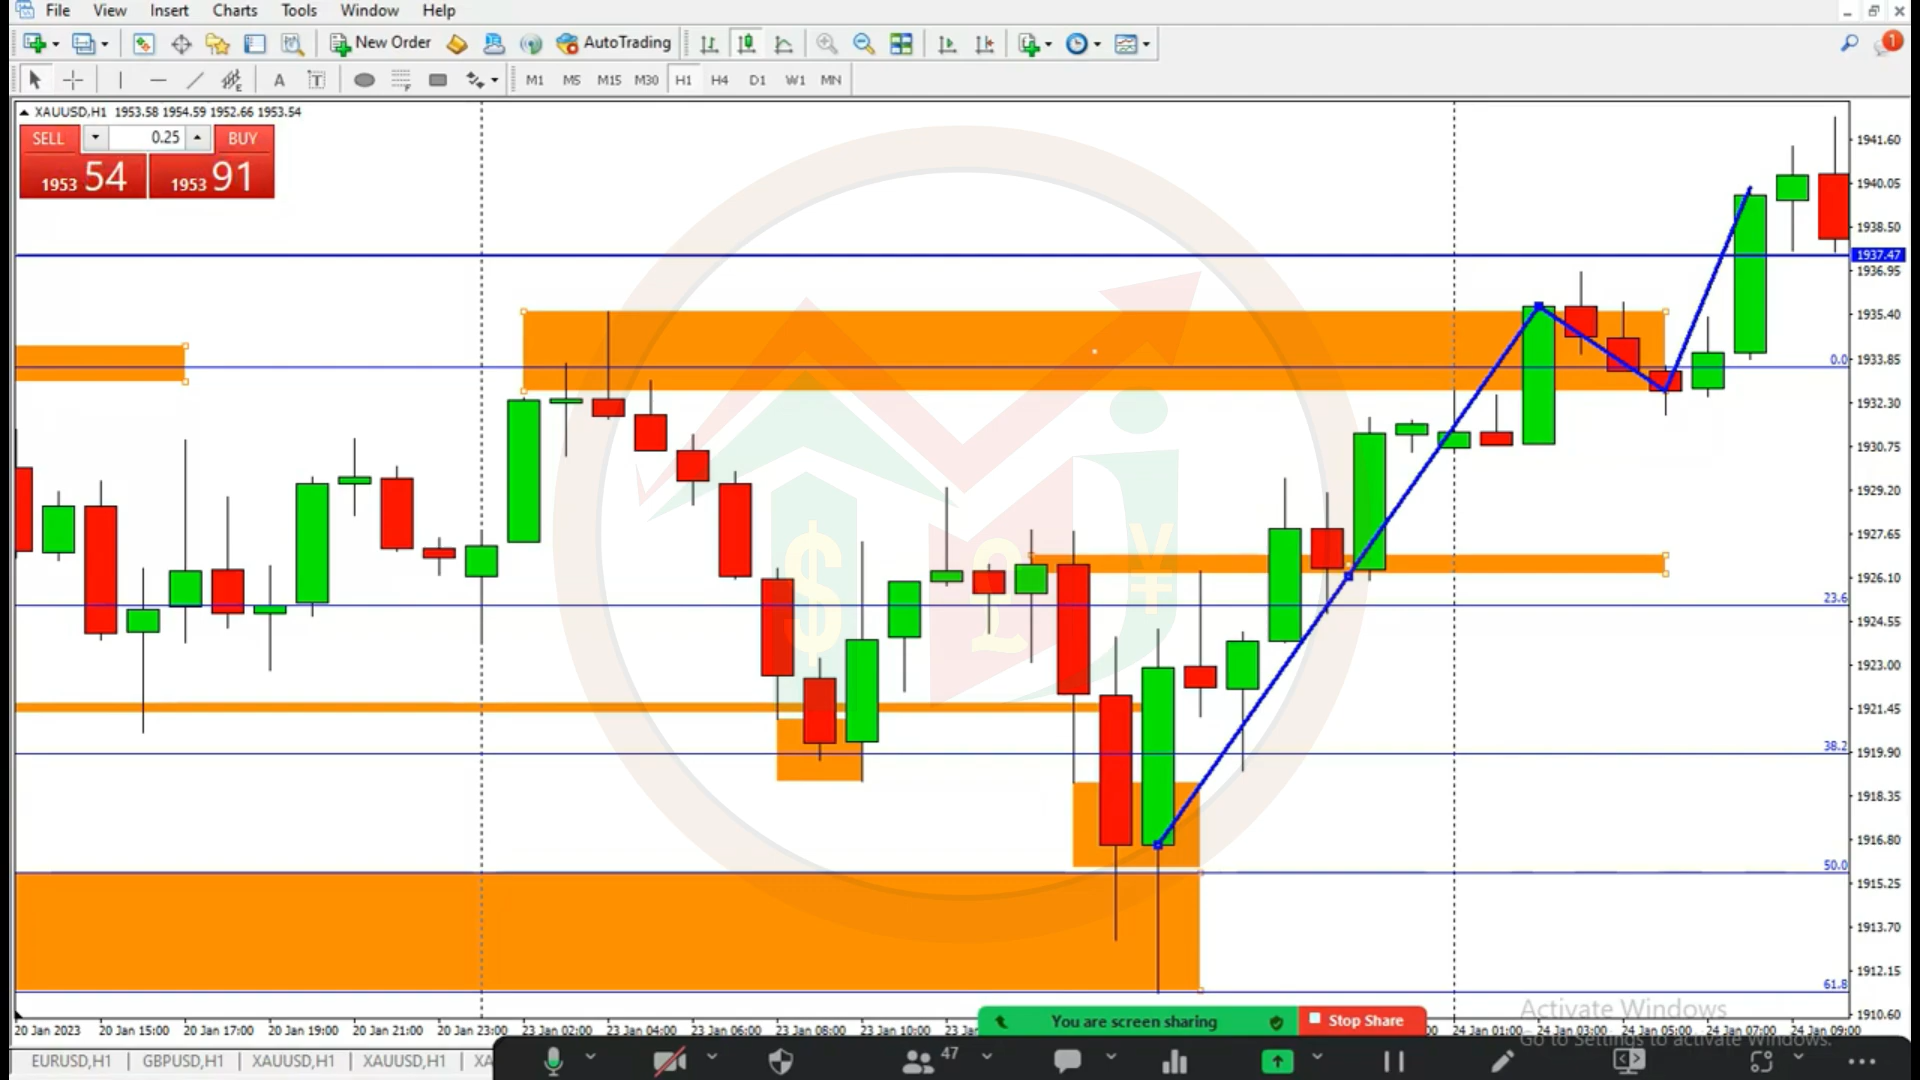 File View Insert Charts Tools Window Help
New Order AutoTrading 1
A T M1 M5 M15 M30 H1 H4 D1 W1 MN
XAUUSD,H1 1953.58 1954.59 1952.66 1953.54
SELL 0.25 BUY
1953 54 1953 91
1941.60
1940.05
1938.50
1937.47
1936.95
1935.40
0.0 1933.85
1932.30
1930.75
1929.20
1927.65
1926.10
23.6
1924.55
1923.00
1921.45
38.2 1919.90
1918.35
1916.80
50.0
1915.25
1913.70
1912.15
61.8
1910.60
$ £ ¥
Activate Windows
Go to Settings to activate Windows.
You are screen sharing Stop Share
20 Jan 2023 20 Jan 15:00 20 Jan 17:00 20 Jan 19:00 20 Jan 21:00 20 Jan 23:00 23 Jan 02:00 23 Jan 04:00 23 Jan 06:00 23 Jan 08:00 23 Jan 10:00 23 Jan 24 Jan 01:00 24 Jan 03:00 24 Jan 05:00 24 Jan 07:00 24 Jan 09:00
EURUSD,H1 GBPUSD,H1 XAUUSD,H1 XAUUSD,H1 XA
47